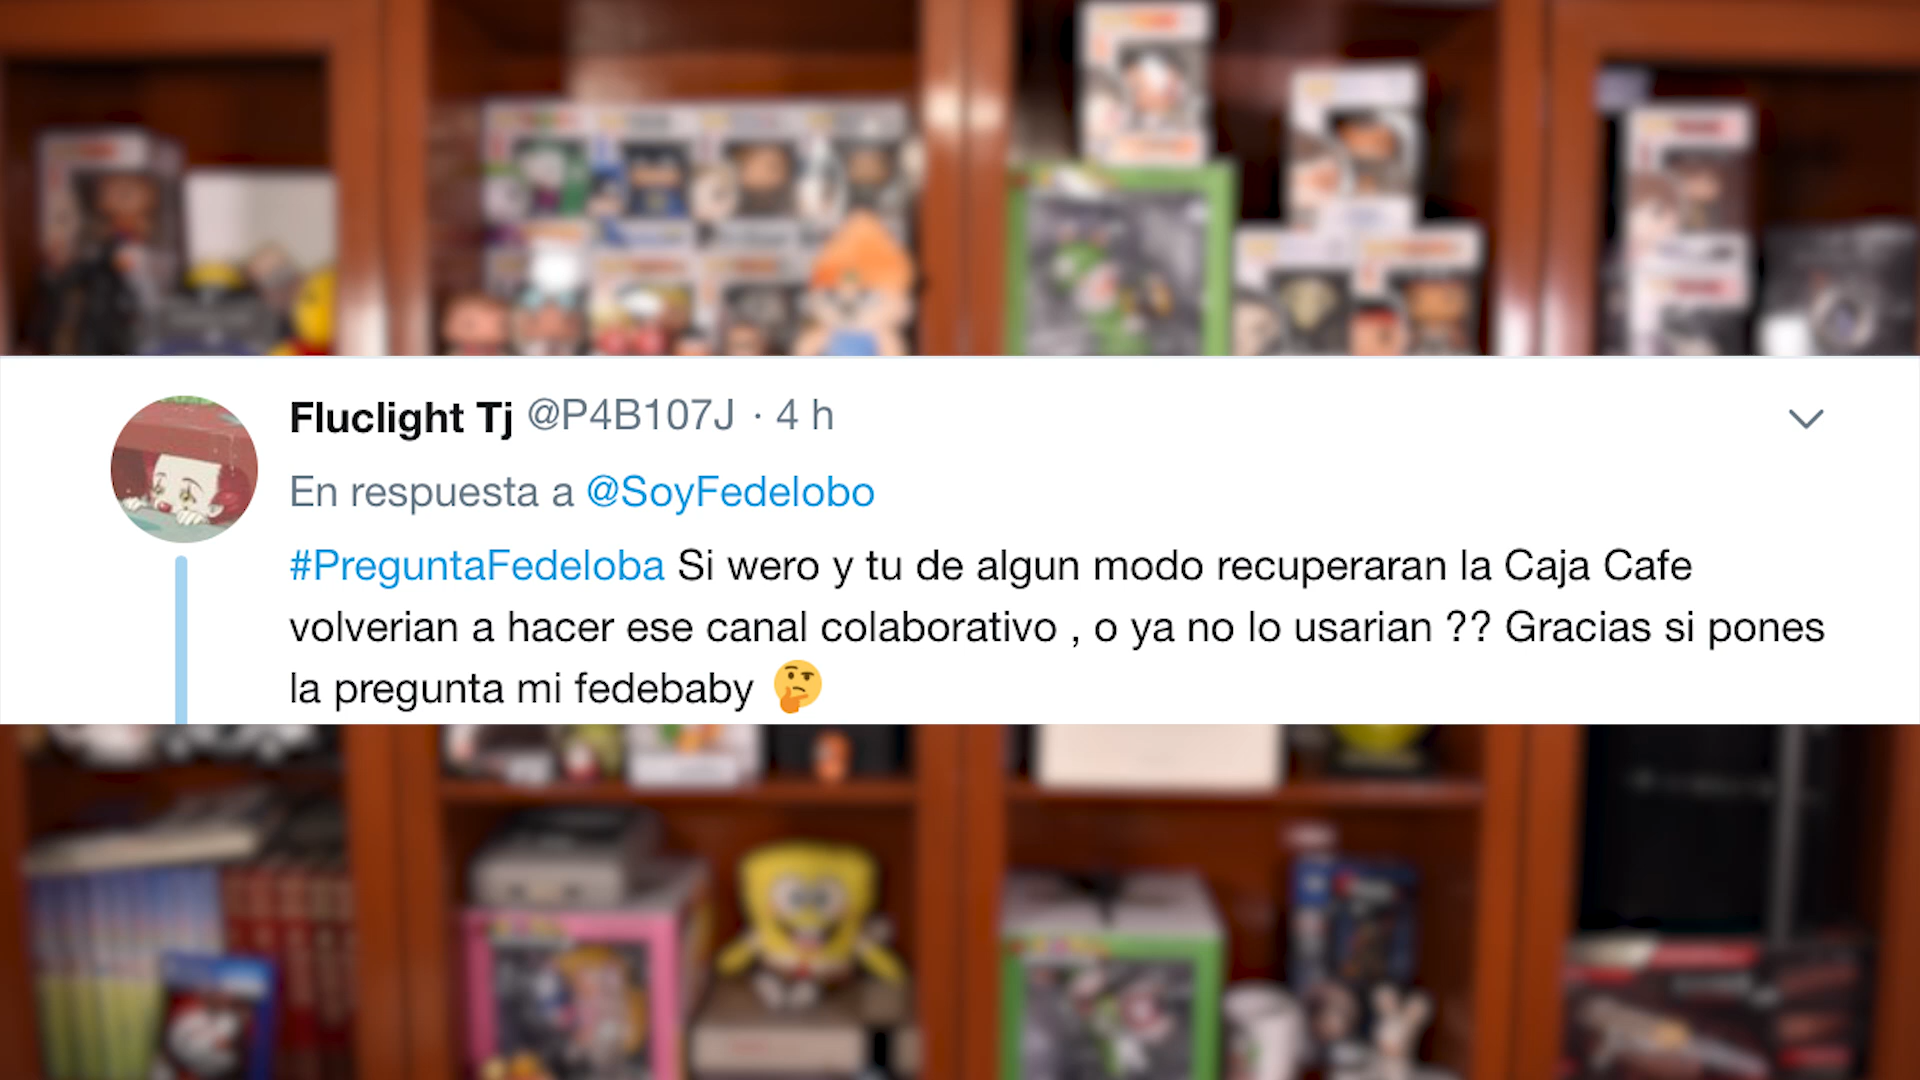 Fluclight Tj @P4B107J · 4 h
En respuesta a @SoyFedelobo
#PreguntaFedeloba Si wero y tu de algun modo recuperaran la Caja Cafe
volverian a hacer ese canal colaborativo , o ya no lo usarian ?? Gracias si pones
la pregunta mi fedebaby 🤔